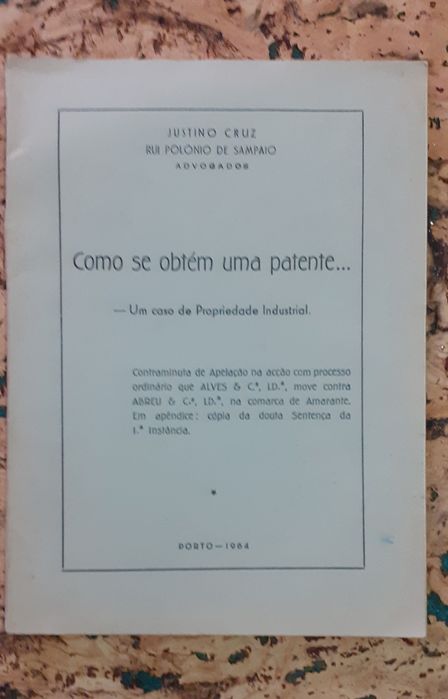 JUSTINO CRUZ
RUI POLÓNIO DE SAMPAIO
ADVOGADOS
Como se obtém uma patente...
— Um caso de Propriedade Industrial.
Contraminuta de Apelação na acção com processo
ordinário que ALVES & C.ª, LD.ª, move contra
ABREU & C.ª, LD.ª, na comarca de Amarante.
Em apêndice: cópia da douta Sentença da
1.ª Instância.
*
PORTO — 1964